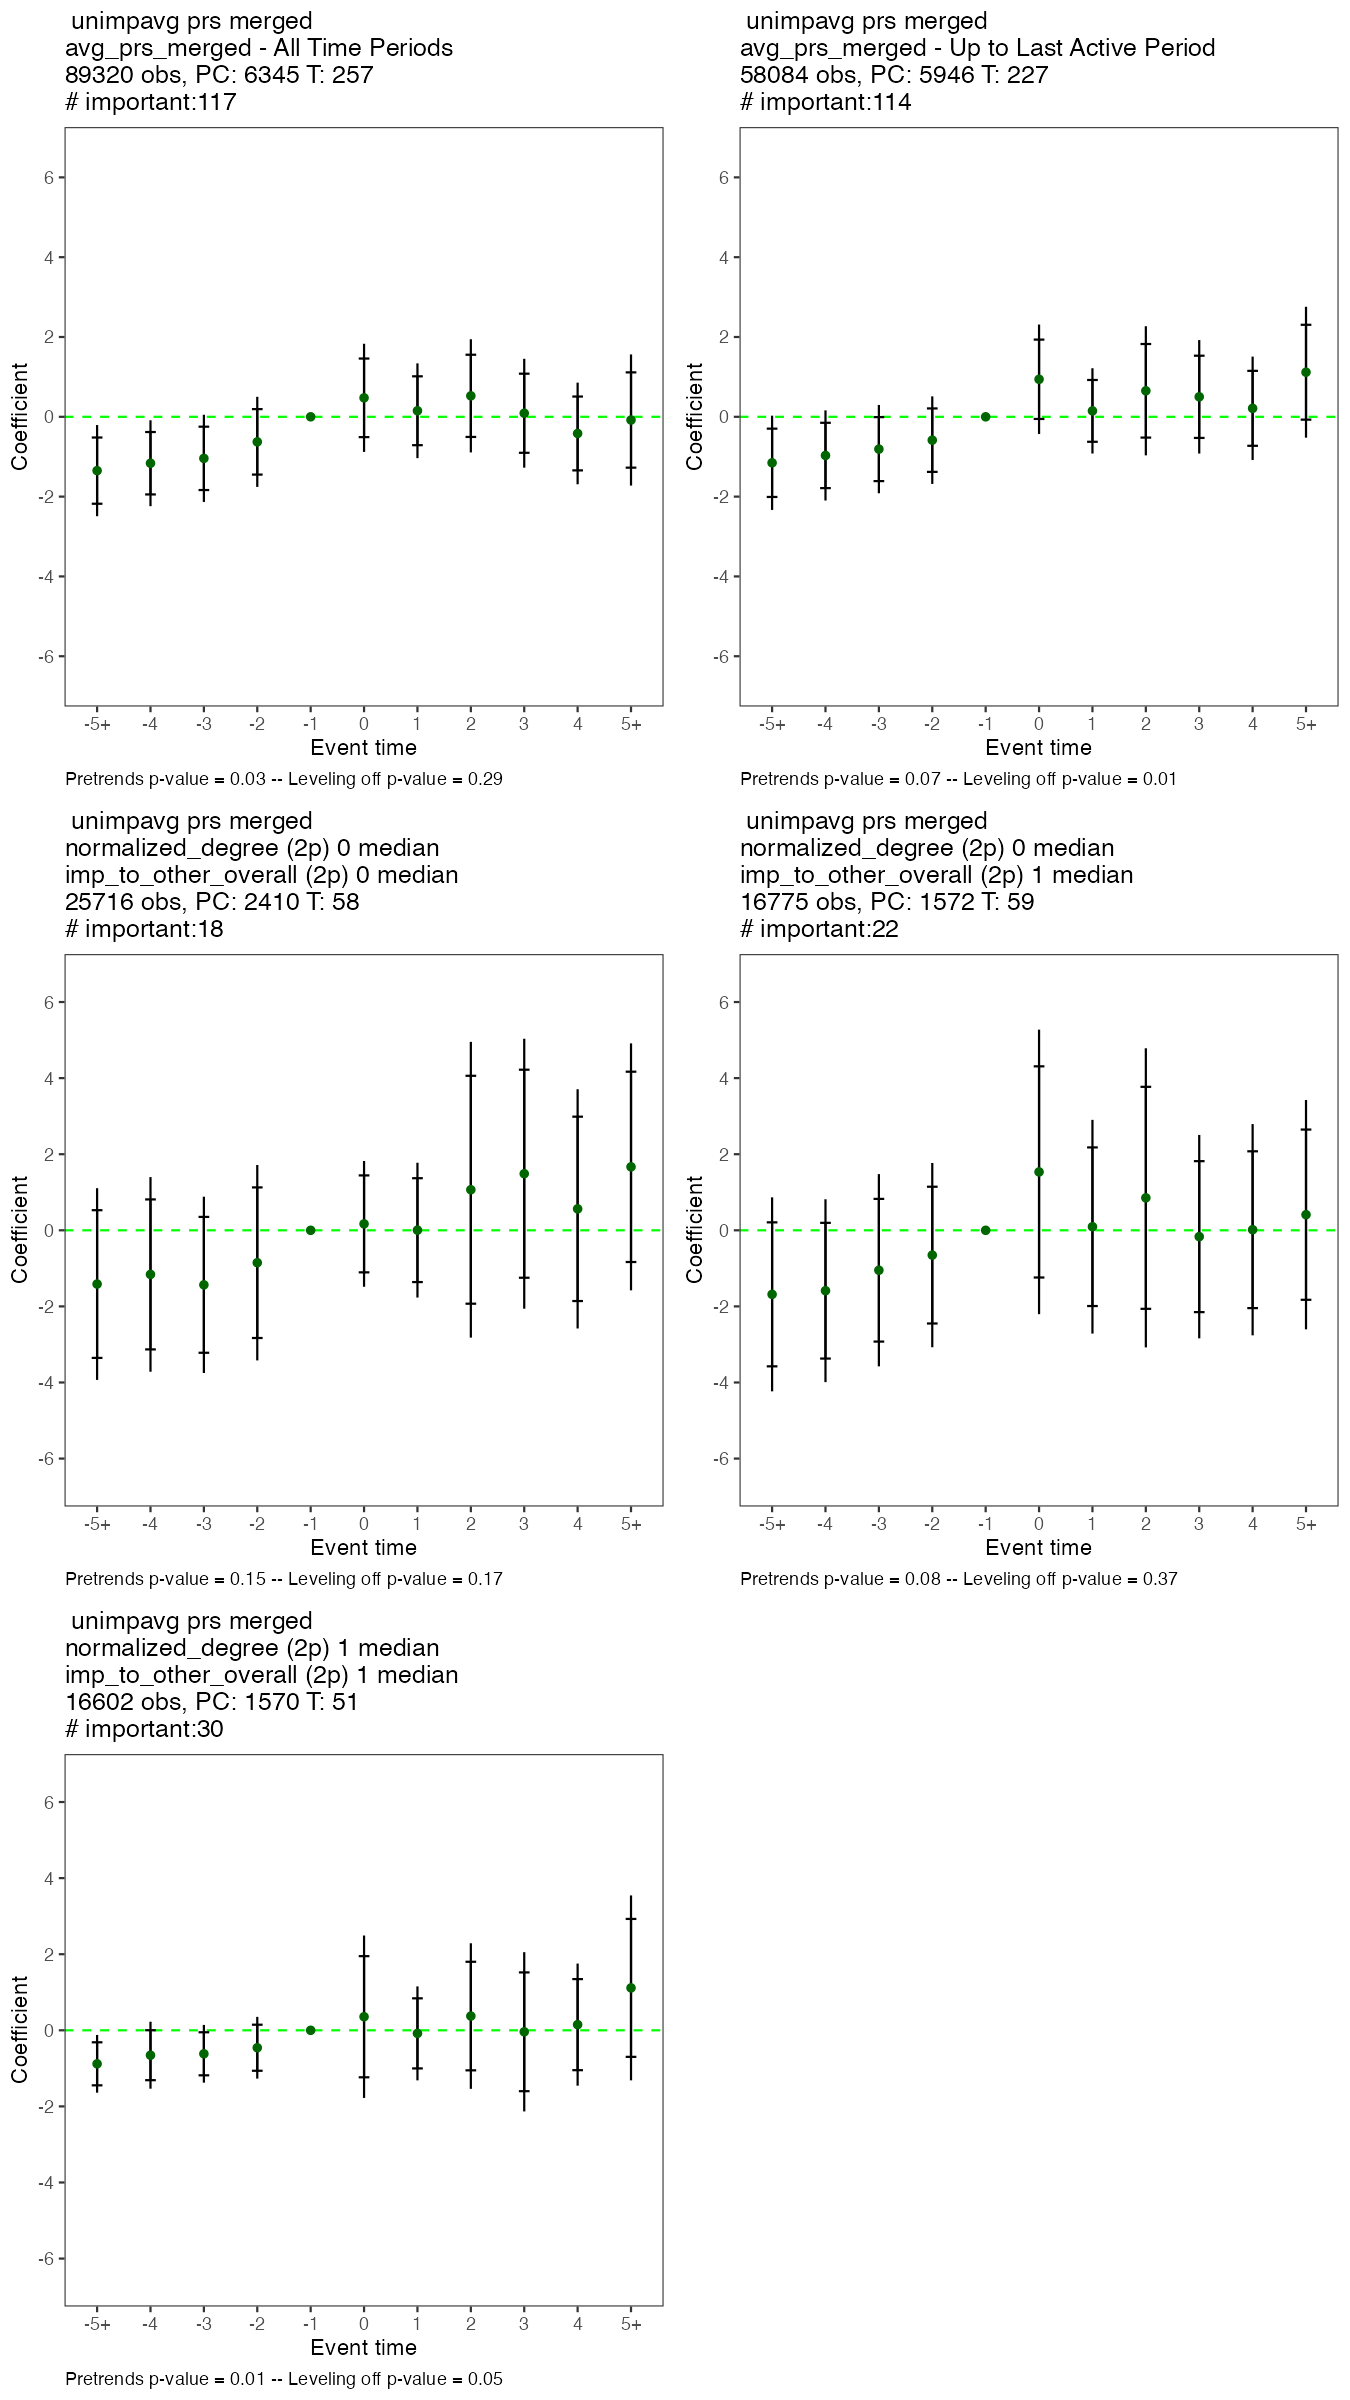 unimpavg prs merged
avg_prs_merged - All Time Periods
89320 obs, PC: 6345 T: 257
# important:117
6
4
2
0
-2
-4
-6
Coefficient
-5+ -4 -3 -2 -1 0 1 2 3 4 5+
Event time
Pretrends p-value = 0.03 -- Leveling off p-value = 0.29
unimpavg prs merged
avg_prs_merged - Up to Last Active Period
58084 obs, PC: 5946 T: 227
# important:114
6
4
2
0
-2
-4
-6
Coefficient
-5+ -4 -3 -2 -1 0 1 2 3 4 5+
Event time
Pretrends p-value = 0.07 -- Leveling off p-value = 0.01
unimpavg prs merged
normalized_degree (2p) 0 median
imp_to_other_overall (2p) 0 median
25716 obs, PC: 2410 T: 58
# important:18
6
4
2
0
-2
-4
-6
Coefficient
-5+ -4 -3 -2 -1 0 1 2 3 4 5+
Event time
Pretrends p-value = 0.15 -- Leveling off p-value = 0.17
unimpavg prs merged
normalized_degree (2p) 0 median
imp_to_other_overall (2p) 1 median
16775 obs, PC: 1572 T: 59
# important:22
6
4
2
0
-2
-4
-6
Coefficient
-5+ -4 -3 -2 -1 0 1 2 3 4 5+
Event time
Pretrends p-value = 0.08 -- Leveling off p-value = 0.37
unimpavg prs merged
normalized_degree (2p) 1 median
imp_to_other_overall (2p) 1 median
16602 obs, PC: 1570 T: 51
# important:30
6
4
2
0
-2
-4
-6
Coefficient
-5+ -4 -3 -2 -1 0 1 2 3 4 5+
Event time
Pretrends p-value = 0.01 -- Leveling off p-value = 0.05